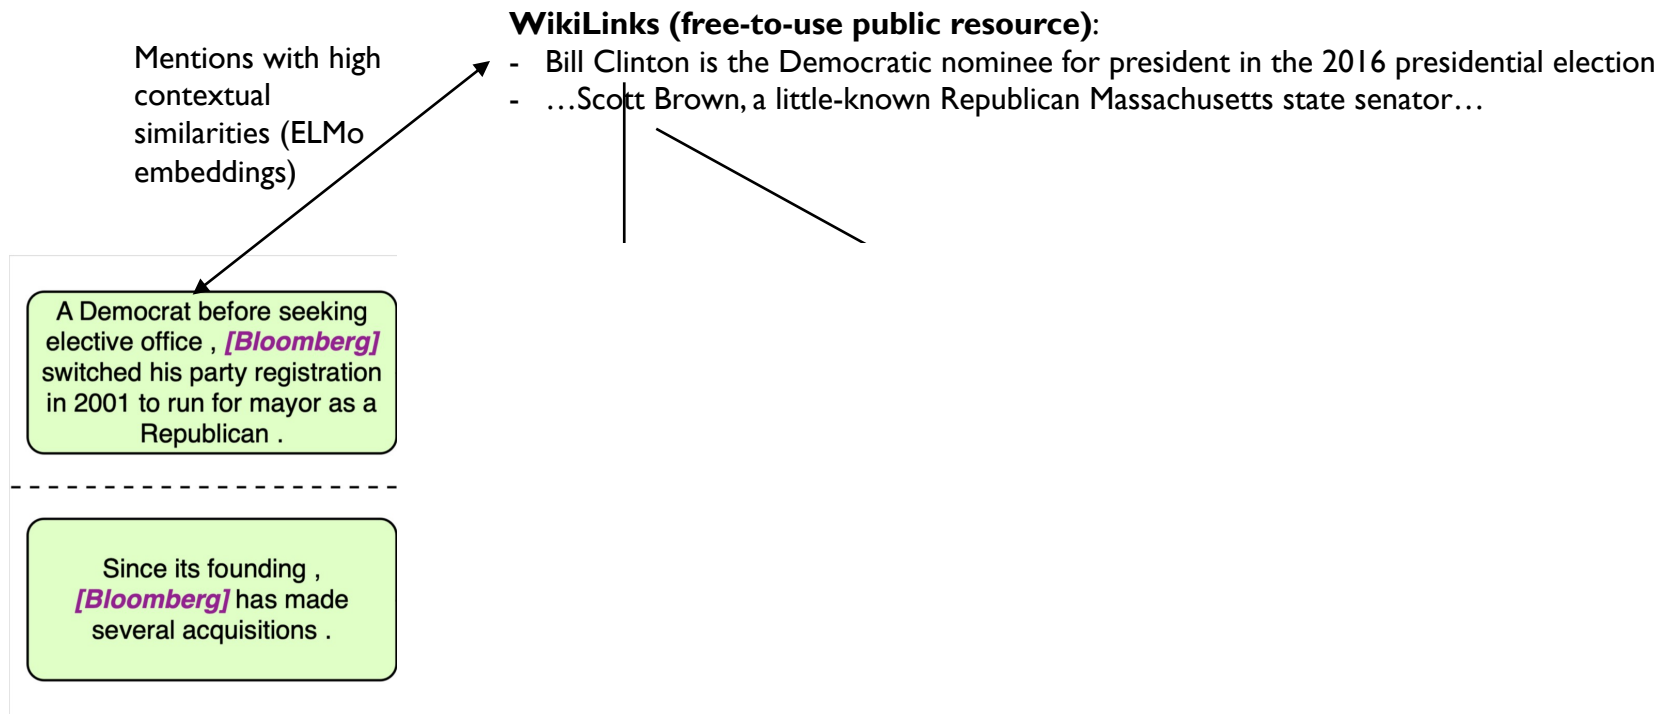 WikiLinks (free-to-use public resource):
- Bill Clinton is the Democratic nominee for president in the 2016 presidential election
- …Scott Brown, a little-known Republican Massachusetts state senator…
Mentions with high
contextual
similarities (ELMo
embeddings)
A Democrat before seeking
elective office , [Bloomberg]
switched his party registration
in 2001 to run for mayor as a
Republican .
Since its founding ,
[Bloomberg] has made
several acquisitions .